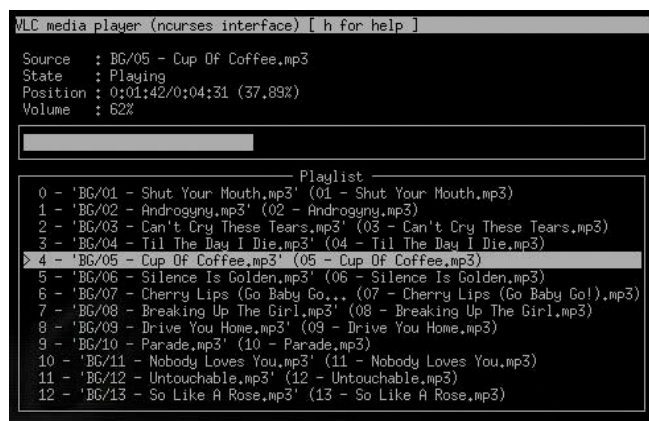 VLC media player (ncurses interface) [ h for help ]
Source : BG/05 - Cup Of Coffee.mp3
State : Playing
Position : 0:01:42/0:04:31 (37.89%)
Volume : 62%
Playlist
0 - 'BG/01 - Shut Your Mouth.mp3' (01 - Shut Your Mouth.mp3)
1 - 'BG/02 - Androgyny.mp3' (02 - Androgyny.mp3)
2 - 'BG/03 - Can't Cry These Tears.mp3' (03 - Can't Cry These Tears.mp3)
3 - 'BG/04 - Til The Day I Die.mp3' (04 - Til The Day I Die.mp3)
> 4 - 'BG/05 - Cup Of Coffee.mp3' (05 - Cup Of Coffee.mp3)
5 - 'BG/06 - Silence Is Golden.mp3' (06 - Silence Is Golden.mp3)
6 - 'BG/07 - Cherry Lips (Go Baby Go... (07 - Cherry Lips (Go Baby Go!).mp3)
7 - 'BG/08 - Breaking Up The Girl.mp3' (08 - Breaking Up The Girl.mp3)
8 - 'BG/09 - Drive You Home.mp3' (09 - Drive You Home.mp3)
9 - 'BG/10 - Parade.mp3' (10 - Parade.mp3)
10 - 'BG/11 - Nobody Loves You.mp3' (11 - Nobody Loves You.mp3)
11 - 'BG/12 - Untouchable.mp3' (12 - Untouchable.mp3)
12 - 'BG/13 - So Like A Rose.mp3' (13 - So Like A Rose.mp3)